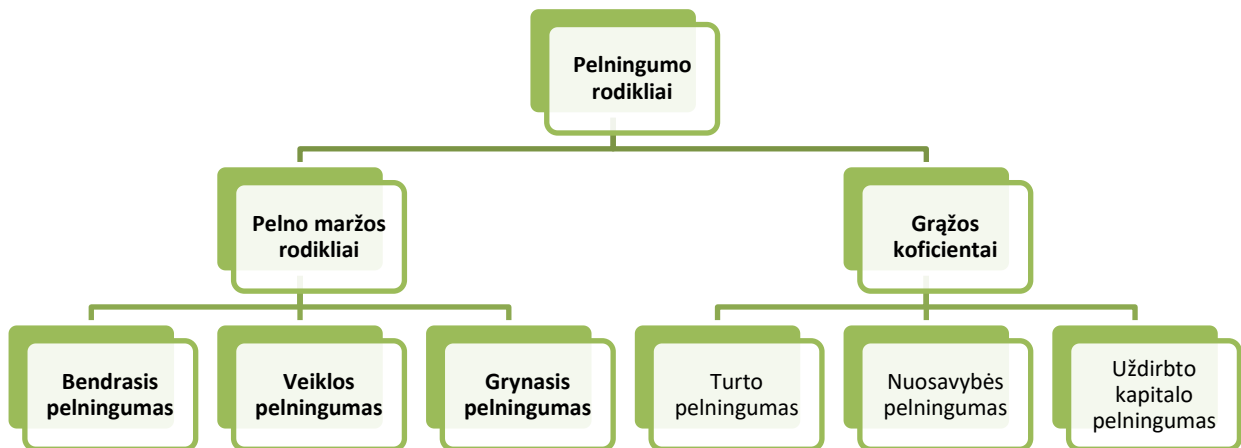 Pelningumo
rodikliai
Pelno maržos
rodikliai
Grąžos
koficientai
Bendrasis
pelningumas
Veiklos
pelningumas
Grynasis
pelningumas
Turto
pelningumas
Nuosavybės
pelningumas
Uždirbto
kapitalo
pelningumas